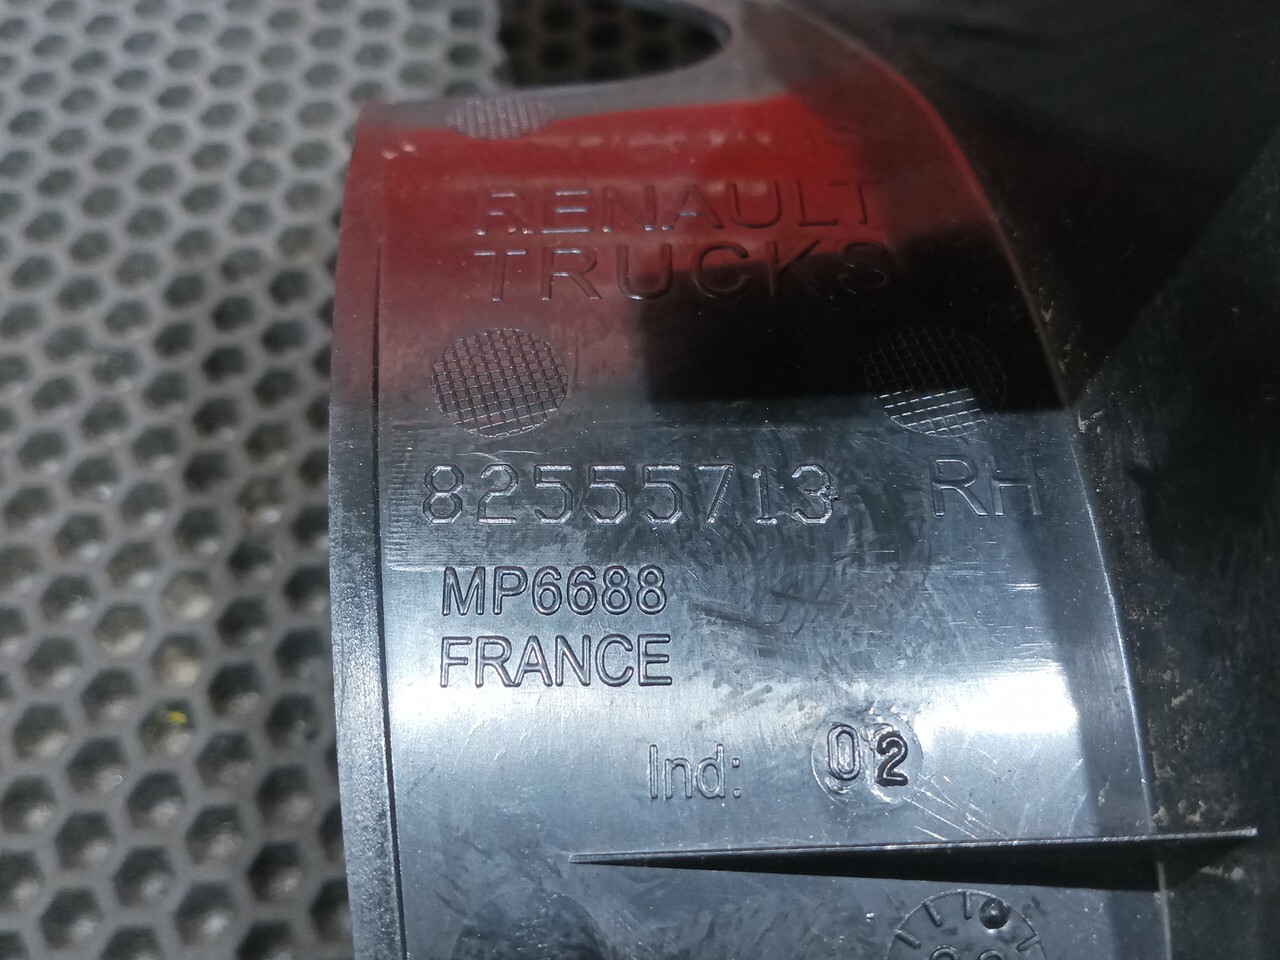 RENAULT
TRUCKS
82555713 RH
MP6688
FRANCE
Ind: 02